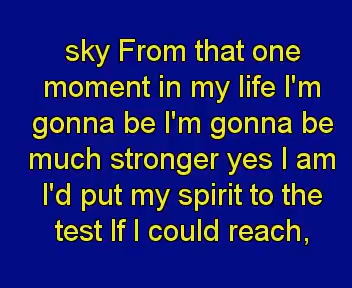 sky From that one
moment in my life I'm
gonna be I'm gonna be
much stronger yes I am
I'd put my spirit to the
test If I could reach,